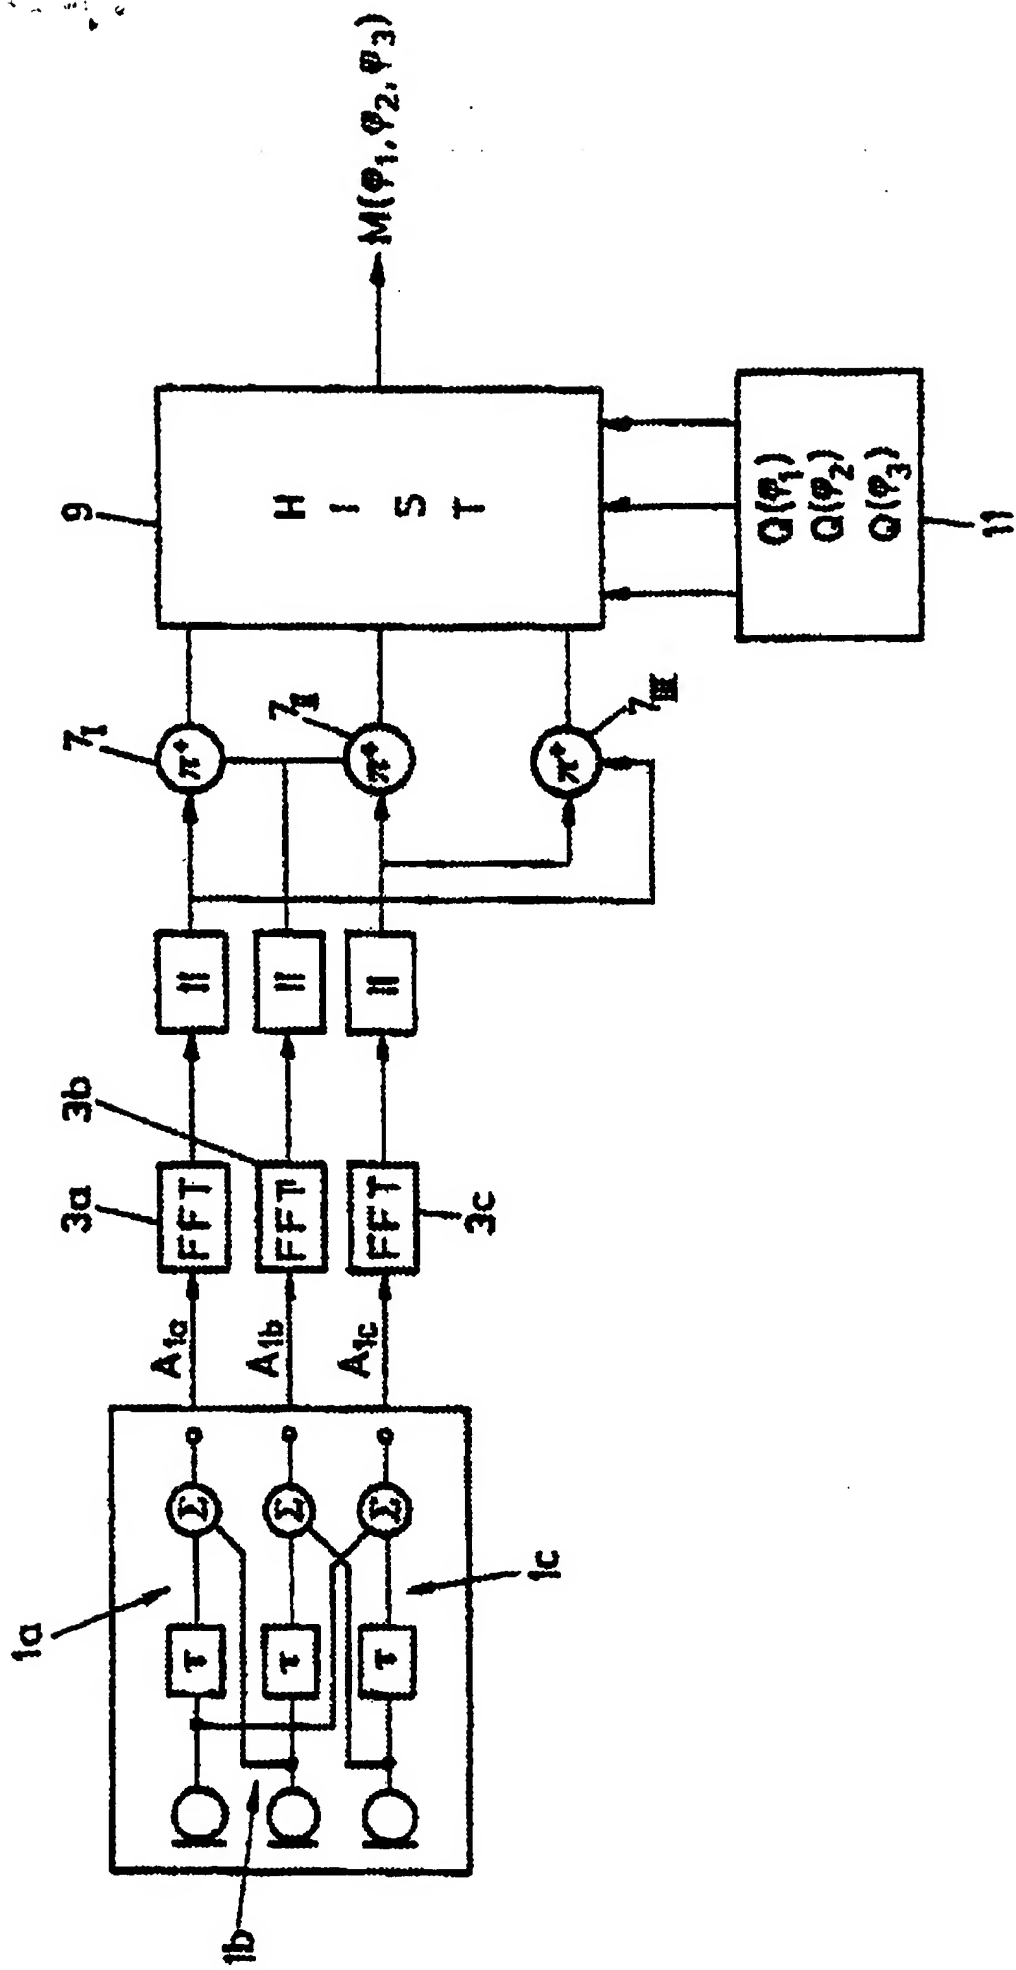 1a
1b
1c
τ
τ
τ
Σ
Σ
Σ
A1a
A1b
A1c
3a
3b
3c
FFT
FFT
FFT
||
||
||
7I
7II
7III
π+
π+
π+
9
HIST
Q(φ1)
Q(φ2)
Q(φ3)
11
M(φ1, φ2, φ3)